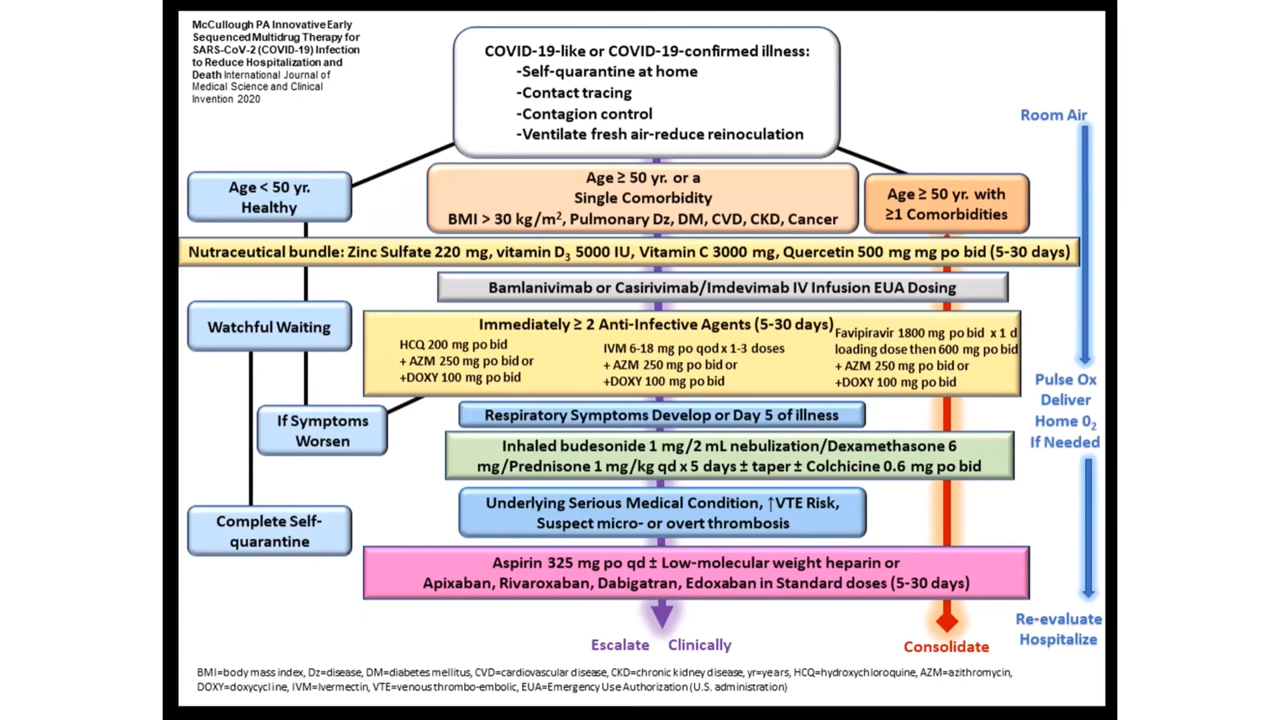 McCullough PA Innovative Early
Sequenced Multidrug Therapy for
SARS-CoV-2 (COVID-19) Infection
to Reduce Hospitalization and
Death International Journal of
Medical Science and Clinical
Invention 2020
COVID-19-like or COVID-19-confirmed illness:
-Self-quarantine at home
-Contact tracing
-Contagion control
-Ventilate fresh air-reduce reinoculation
Room Air
Age < 50 yr.
Healthy
Age ≥ 50 yr. or a
Single Comorbidity
BMI > 30 kg/m², Pulmonary Dz, DM, CVD, CKD, Cancer
Age ≥ 50 yr. with
≥1 Comorbidities
Nutraceutical bundle: Zinc Sulfate 220 mg, vitamin D₃ 5000 IU, Vitamin C 3000 mg, Quercetin 500 mg mg po bid (5-30 days)
Bamlanivimab or Casirivimab/Imdevimab IV Infusion EUA Dosing
Watchful Waiting
Immediately ≥ 2 Anti-Infective Agents (5-30 days)
HCQ 200 mg po bid
+ AZM 250 mg po bid or
+DOXY 100 mg po bid
IVM 6-18 mg po qod x 1-3 doses
+ AZM 250 mg po bid or
+DOXY 100 mg po bid
Favipiravir 1800 mg po bid x 1 d
loading dose then 600 mg po bid
+ AZM 250 mg po bid or
+DOXY 100 mg po bid
Pulse Ox
Deliver
Home 0₂
If Needed
If Symptoms
Worsen
Respiratory Symptoms Develop or Day 5 of illness
Inhaled budesonide 1 mg/2 mL nebulization/Dexamethasone 6
mg/Prednisone 1 mg/kg qd x 5 days ± taper ± Colchicine 0.6 mg po bid
Underlying Serious Medical Condition, ↑VTE Risk,
Suspect micro- or overt thrombosis
Complete Self-
quarantine
Aspirin 325 mg po qd ± Low-molecular weight heparin or
Apixaban, Rivaroxaban, Dabigatran, Edoxaban in Standard doses (5-30 days)
Escalate Clinically
Consolidate
Re-evaluate
Hospitalize
BMI=body mass index, Dz=disease, DM=diabetes mellitus, CVD=cardiovascular disease, CKD=chronic kidney disease, yr=years, HCQ=hydroxychloroquine, AZM=azithromycin,
DOXY=doxycycline, IVM=Ivermectin, VTE=venous thrombo-embolic, EUA=Emergency Use Authorization (U.S. administration)